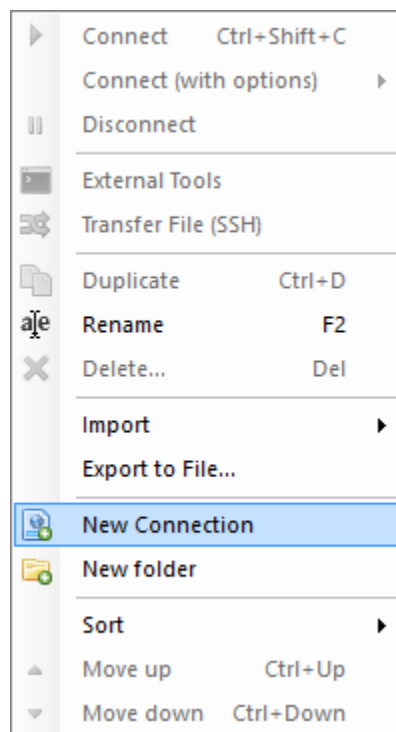 Connect Ctrl+Shift+C
Connect (with options)
Disconnect
External Tools
Transfer File (SSH)
Duplicate Ctrl+D
Rename F2
Delete... Del
Import
Export to File...
New Connection
New folder
Sort
Move up Ctrl+Up
Move down Ctrl+Down